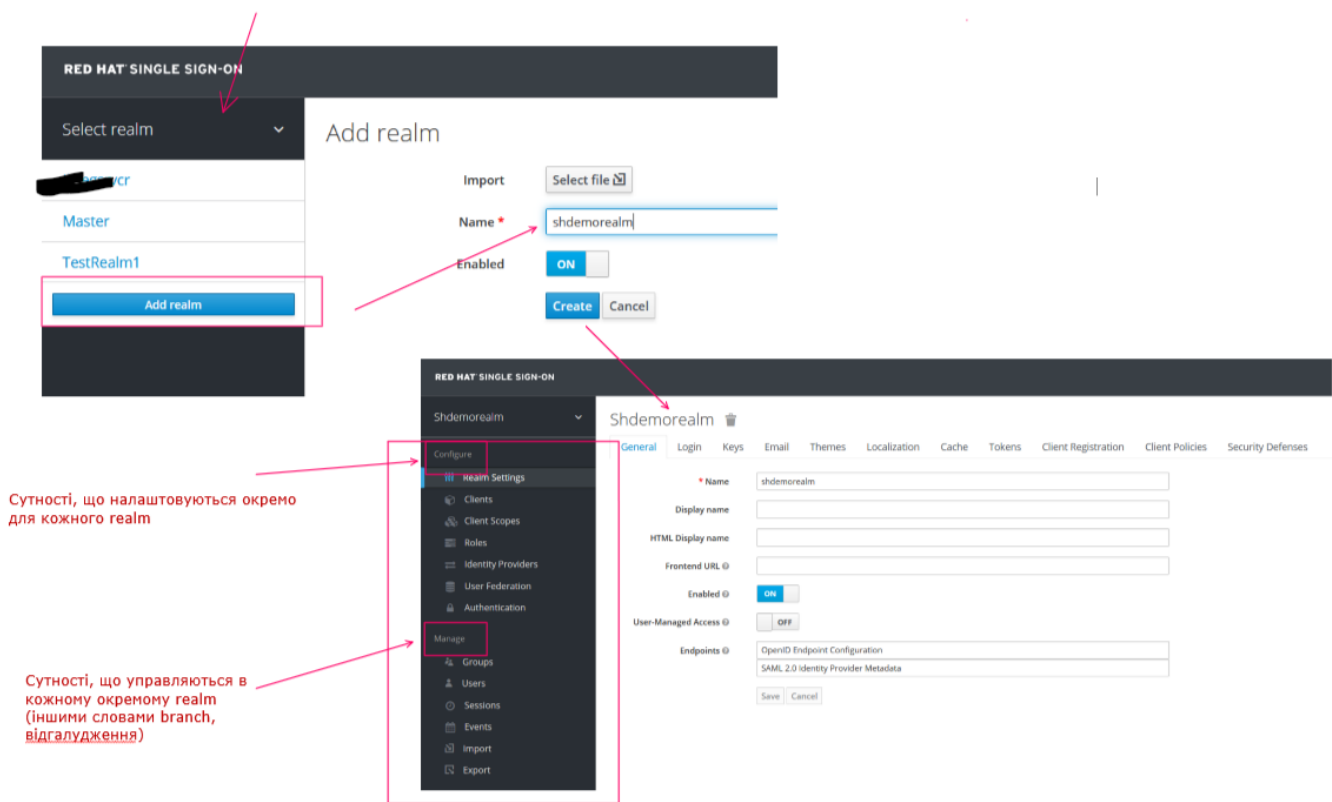 RED HAT SINGLE SIGN-ON
Select realm
Master
TestRealm1
Add realm
Add realm
Import
Select file
Name *
shdemorealm
Enabled
ON
Create
Cancel
RED HAT SINGLE SIGN-ON
Shdemorealm
Configure
Realm Settings
Clients
Client Scopes
Roles
Identity Providers
User Federation
Authentication
Manage
Groups
Users
Sessions
Events
Import
Export
Shdemorealm
General Login Keys Email Themes Localization Cache Tokens Client Registration Client Policies Security Defenses
* Name
shdemorealm
Display name
HTML Display name
Frontend URL
Enabled
ON
User-Managed Access
OFF
Endpoints
OpenID Endpoint Configuration
SAML 2.0 Identity Provider Metadata
Save
Cancel
Сутності, що налаштовуються окремо
для кожного realm
Сутності, що управляються в
кожному окремому realm
(іншими словами branch,
відгалудження)